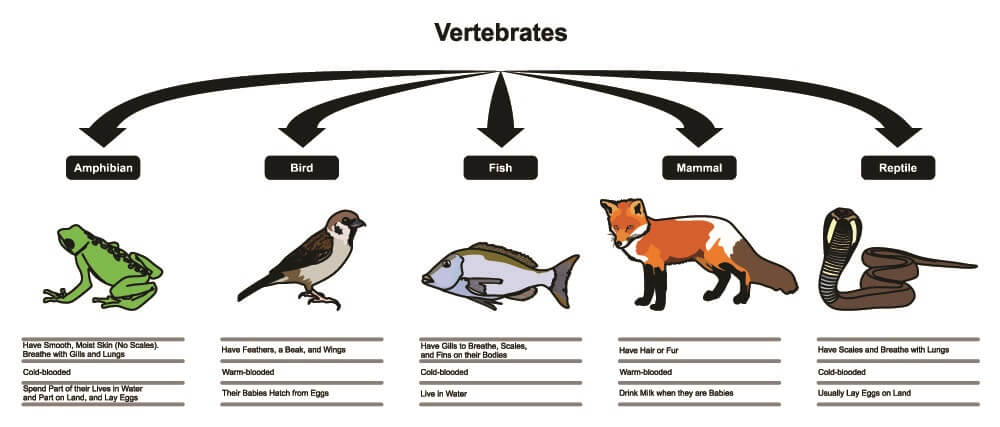 Vertebrates
Amphibian
Bird
Fish
Mammal
Reptile
Have Smooth, Moist Skin (No Scales).
Breathe with Gills and Lungs
Cold-blooded
Spend Part of their Lives in Water
and Part on Land, and Lay Eggs
Have Feathers, a Beak, and Wings
Warm-blooded
Their Babies Hatch from Eggs
Have Gills to Breathe, Scales,
and Fins on their Bodies
Cold-blooded
Live in Water
Have Hair or Fur
Warm-blooded
Drink Milk when they are Babies
Have Scales and Breathe with Lungs
Cold-blooded
Usually Lay Eggs on Land